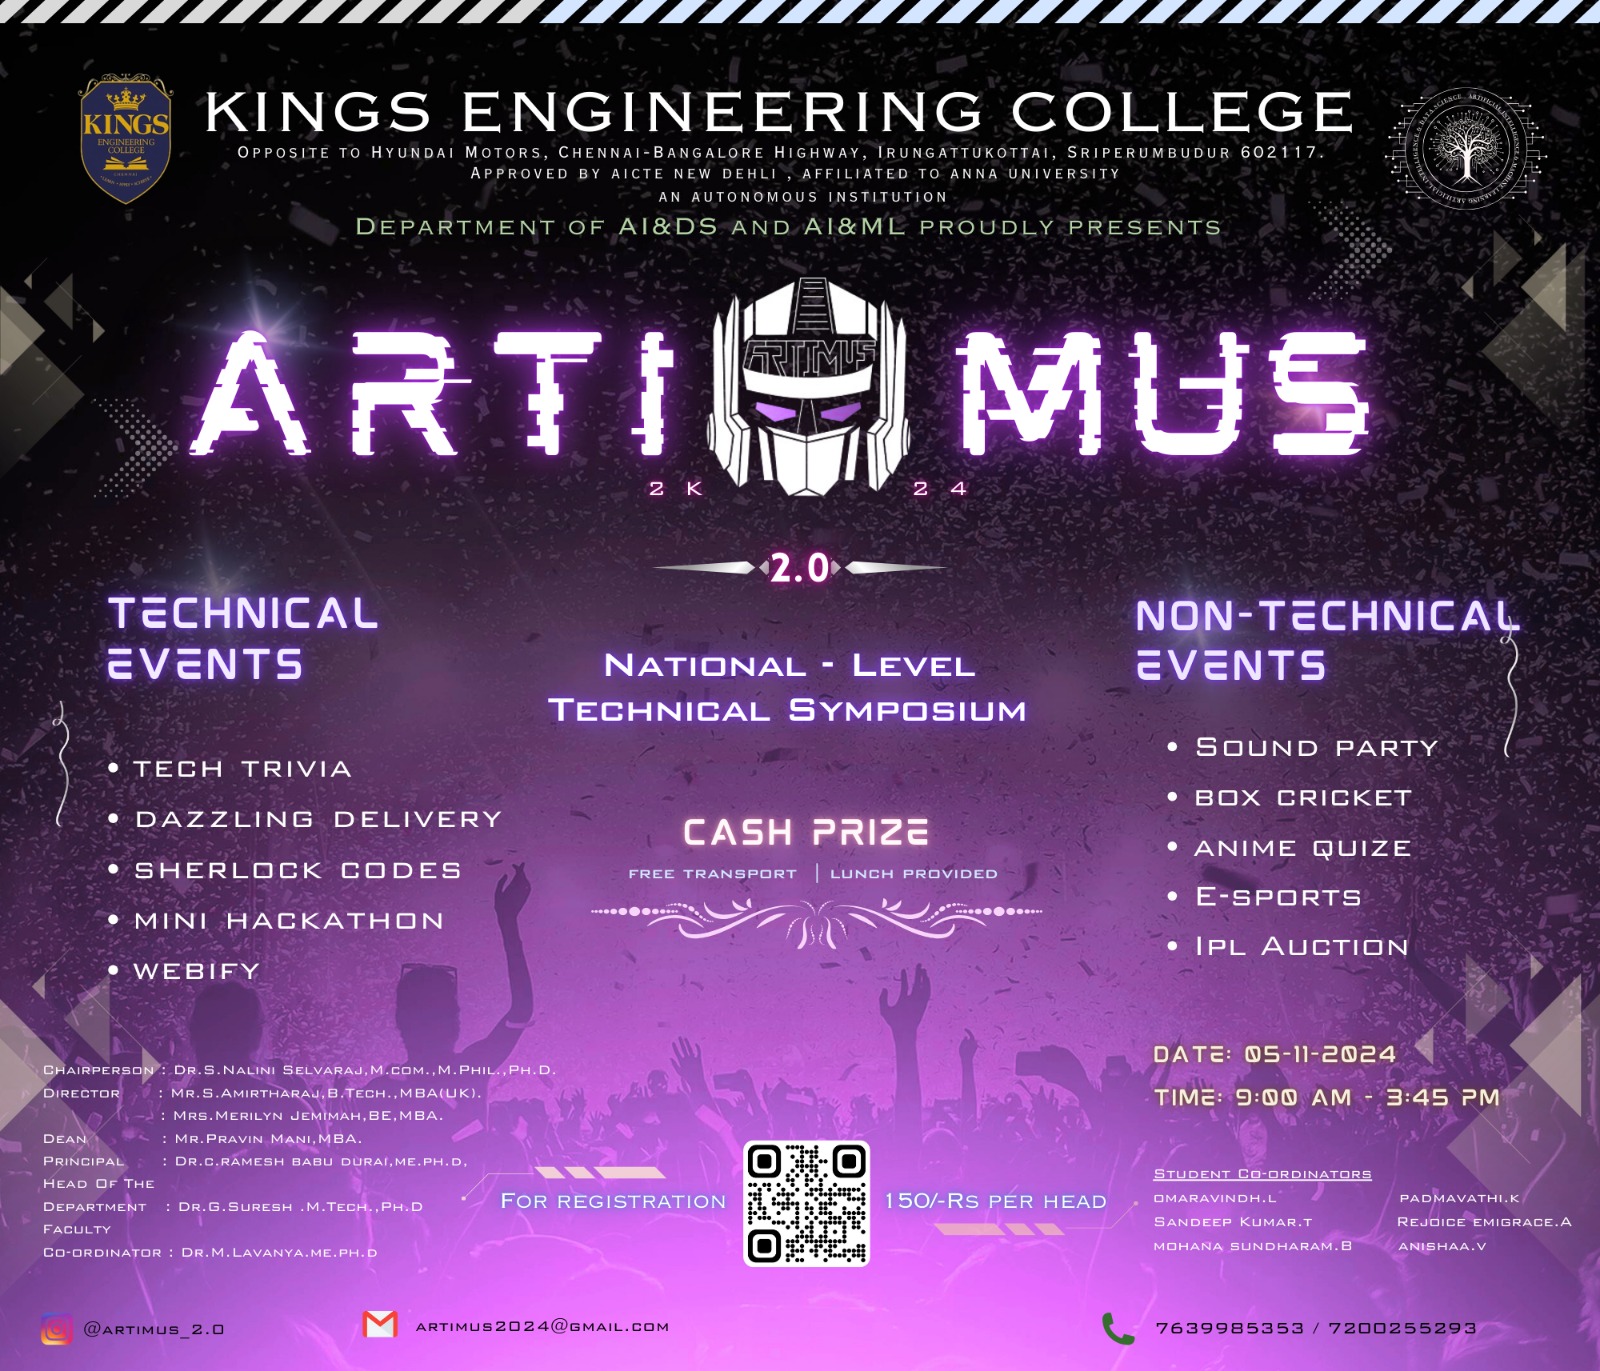 KINGS
ENGINEERING
COLLEGE
CHENNAI
KINGS ENGINEERING COLLEGE
Opposite to Hyundai Motors, Chennai-Bangalore Highway, Irungattukottai, Sriperumbudur 602117.
Approved by AICTE NEW DEHLI , AFFILIATED TO ANNA UNIVERSITY
AN AUTONOMOUS INSTITUTION
Department of AI&DS and AI&ML proudly presents
ARTI MUS
ARTIMUS
2K 24
2.0
TECHNICAL
EVENTS
• TECH TRIVIA
• DAZZLING DELIVERY
• SHERLOCK CODES
• MINI HACKATHON
• WEBIFY
National - Level
Technical Symposium
CASH PRIZE
FREE TRANSPORT | LUNCH PROVIDED
NON-TECHNICAL
EVENTS
• Sound party
• BOX CRICKET
• ANIME QUIZE
• E-sports
• Ipl Auction
DATE: 05-11-2024
TIME: 9:00 AM - 3:45 PM
Chairperson : Dr.S.Nalini Selvaraj,M.com.,M.Phil.,Ph.D.
Director : Mr.S.Amirtharaj,B.Tech.,MBA(UK).
: Mrs.Merilyn Jemimah,BE,MBA.
Dean : Mr.Pravin Mani,MBA.
Principal : Dr.c.ramesh babu durai,me.ph.d,
Head Of The
Department : Dr.G.Suresh .M.Tech.,Ph.D
Faculty
Co-ordinator : Dr.M.Lavanya.me.ph.d
For registration
150/-Rs per head
Student Co-ordinators
omaravindh.l padmavathi.k
Sandeep Kumar.t Rejoice emigrace.A
mohana sundharam.B anishaa.v
@artimus_2.0
artimus2024@gmail.com
7639985353 / 7200255293